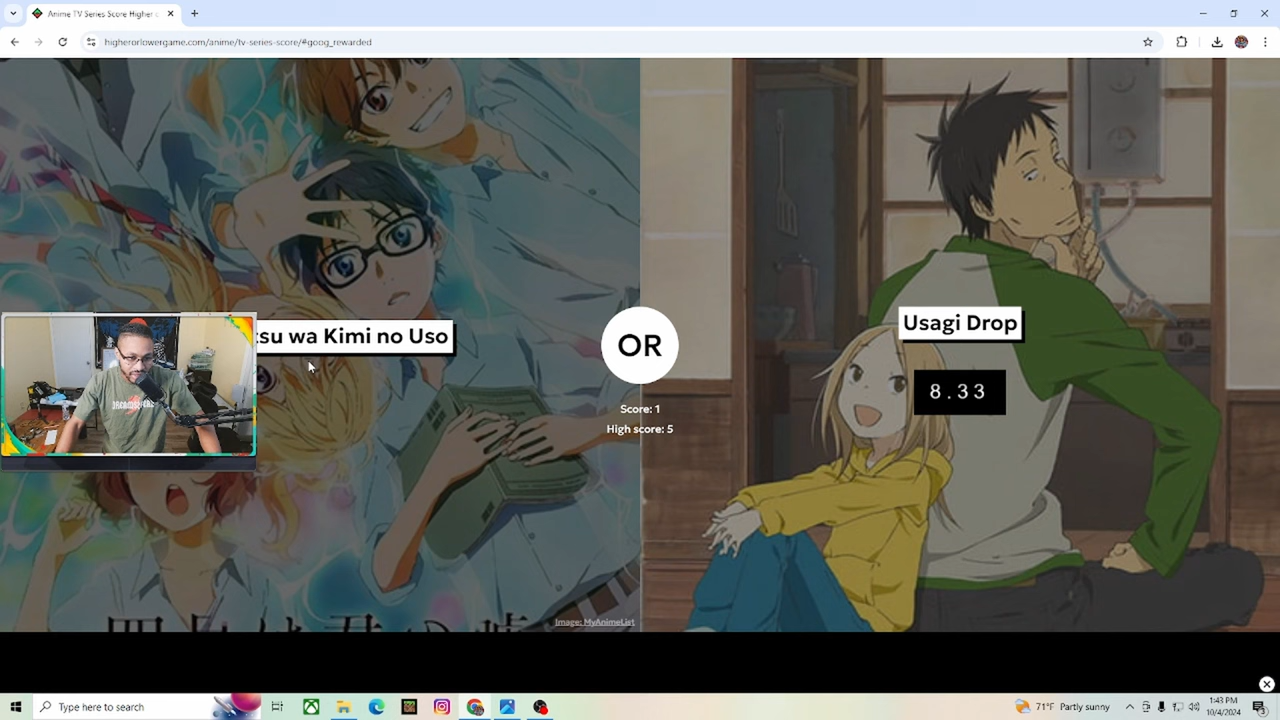 Anime TV Series Score Higher o
higherorlowergame.com/anime/tv-series-score/#goog_rewarded
tsu wa Kimi no Uso
OR
Score: 1
High score: 5
Usagi Drop
8.33
Image: MyAnimeList
Type here to search
71°F Partly sunny
1:43 PM
10/4/2024